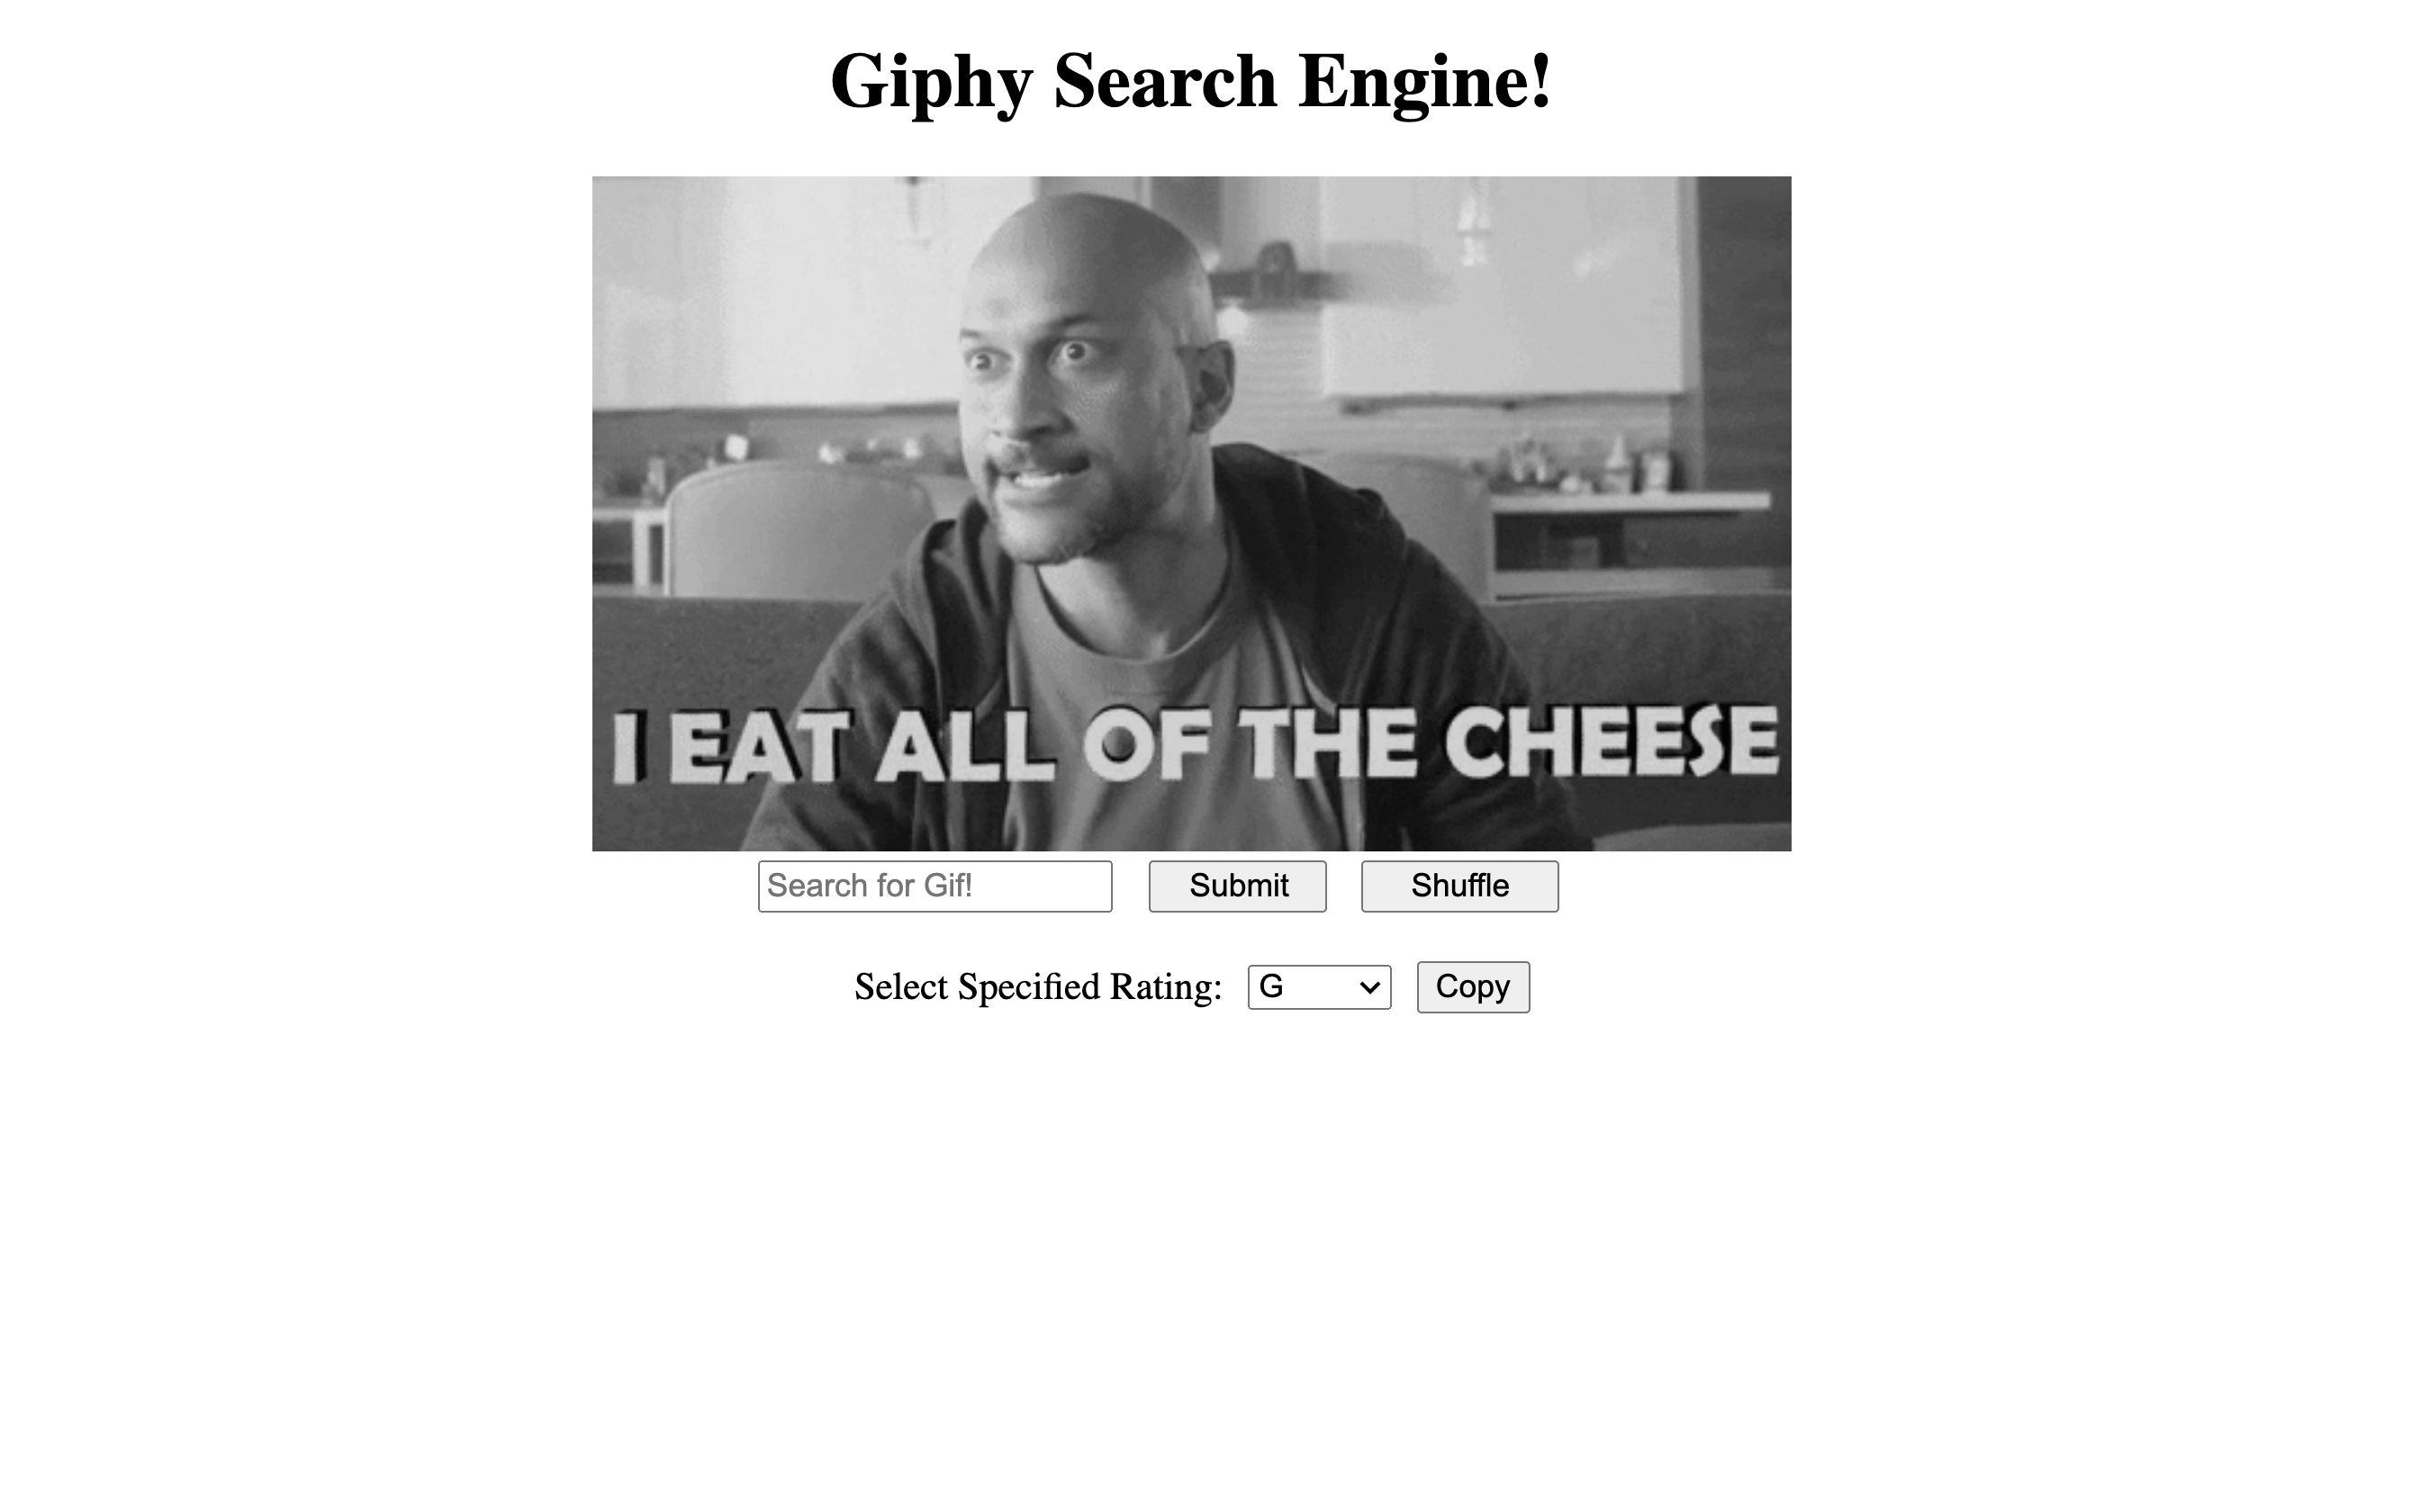 Giphy Search Engine!
I EAT ALL OF THE CHEESE
Search for Gif! Submit Shuffle
Select Specified Rating: G Copy